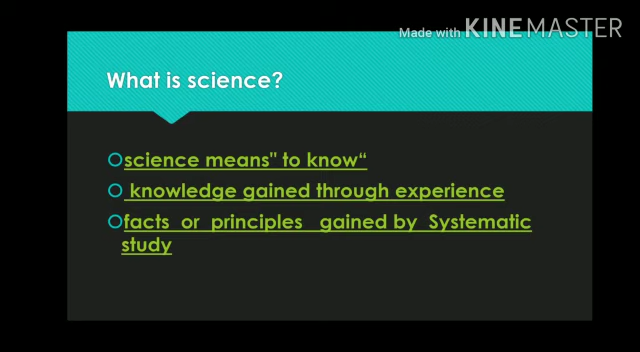 Made with KINEMASTER
What is science?
science means" to know“
knowledge gained through experience
facts or principles gained by Systematic
study